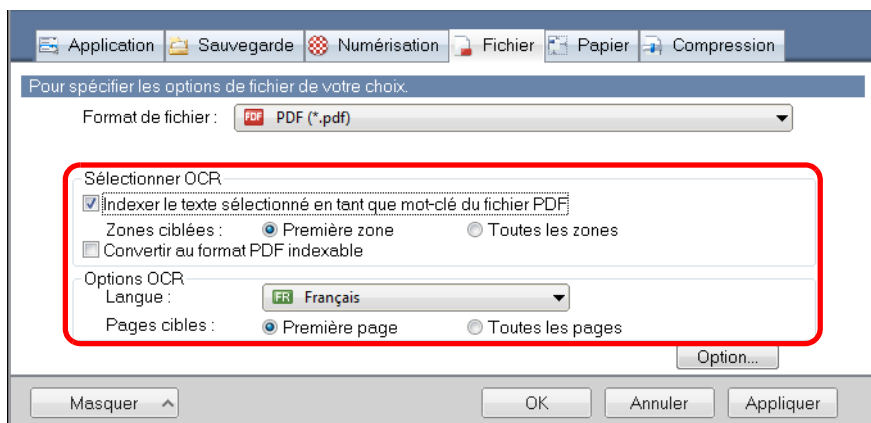 Application Sauvegarde Numérisation Fichier Papier Compression
Pour spécifier les options de fichier de votre choix.
Format de fichier : PDF PDF (*.pdf)
Sélectionner OCR
Indexer le texte sélectionné en tant que mot-clé du fichier PDF
Zones ciblées : Première zone Toutes les zones
Convertir au format PDF indexable
Options OCR
Langue : FR Français
Pages cibles : Première page Toutes les pages
Option...
Masquer OK Annuler Appliquer